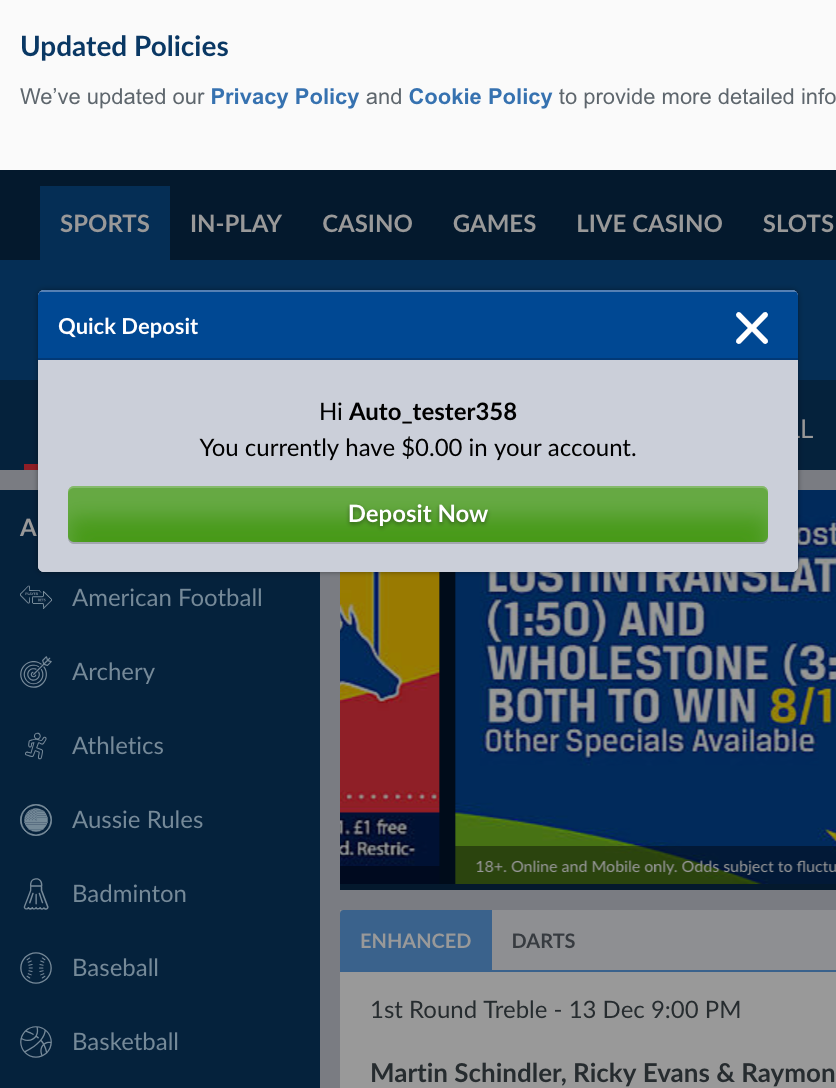 Updated Policies
We've updated our Privacy Policy and Cookie Policy to provide more detailed info
SPORTS IN-PLAY CASINO GAMES LIVE CASINO SLOTS
Quick Deposit
Hi Auto_tester358
You currently have $0.00 in your account.
Deposit Now
A
LL
American Football
Archery
Athletics
Aussie Rules
Badminton
Baseball
Basketball
ost
LOSTINTRANSLAT
(1:50) AND
WHOLESTONE (3:
BOTH TO WIN 8/1
Other Specials Available
1. £1 free
d. Restric-
18+. Online and Mobile only. Odds subject to fluctu
ENHANCED DARTS
1st Round Treble - 13 Dec 9:00 PM
Martin Schindler, Ricky Evans & Raymon